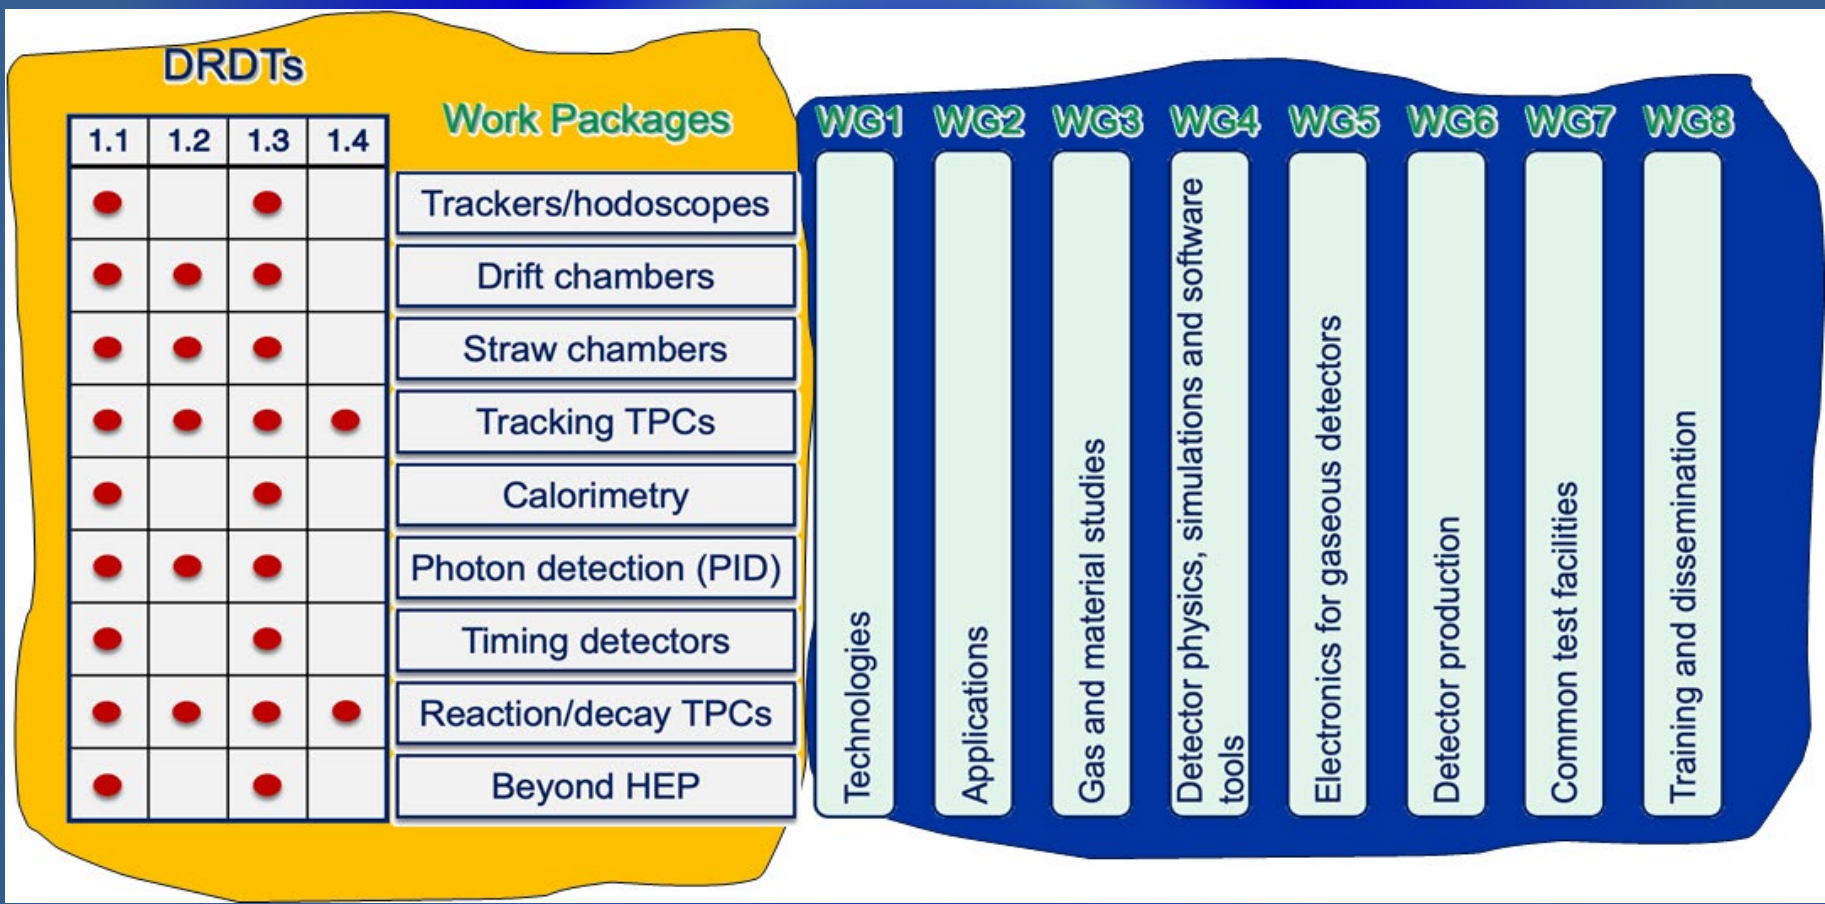 DRDTs
1.1 1.2 1.3 1.4
Work Packages
Trackers/hodoscopes
Drift chambers
Straw chambers
Tracking TPCs
Calorimetry
Photon detection (PID)
Timing detectors
Reaction/decay TPCs
Beyond HEP
WG1 WG2 WG3 WG4 WG5 WG6 WG7 WG8
Technologies
Applications
Gas and material studies
Detector physics, simulations and software
tools
Electronics for gaseous detectors
Detector production
Common test facilities
Training and dissemination